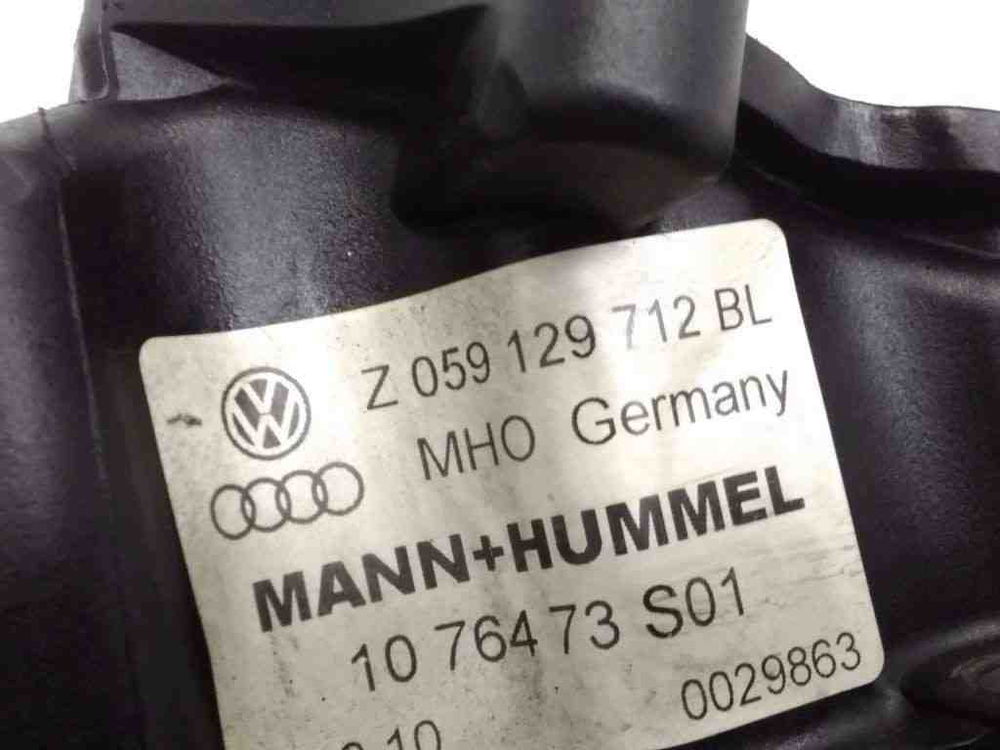 Z 059 129 712 BL
MHO Germany
MANN+HUMMEL
10 764 73 S01
0029863